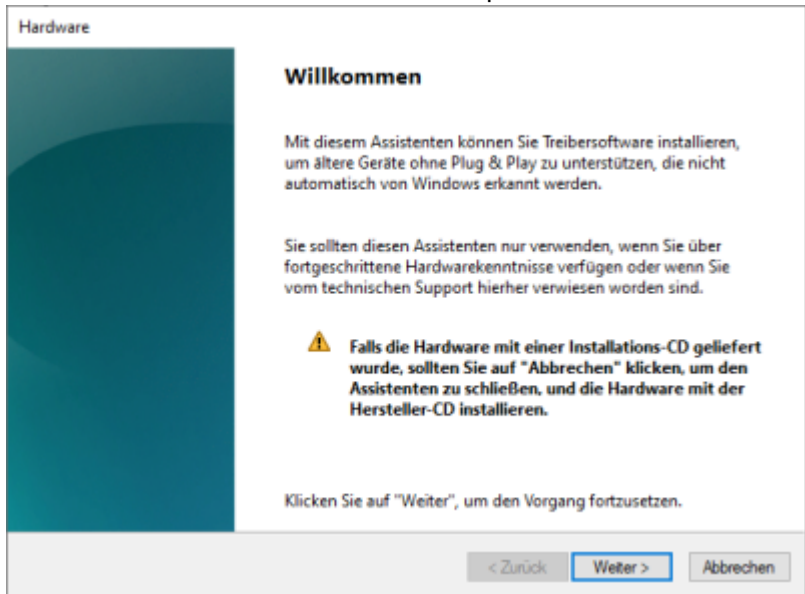 Hardware
Willkommen
Mit diesem Assistenten können Sie Treibersoftware installieren,
um ältere Geräte ohne Plug & Play zu unterstützen, die nicht
automatisch von Windows erkannt werden.
Sie sollten diesen Assistenten nur verwenden, wenn Sie über
fortgeschrittene Hardwarekenntnisse verfügen oder wenn Sie
vom technischen Support hierher verwiesen worden sind.
Falls die Hardware mit einer Installations-CD geliefert
wurde, sollten Sie auf "Abbrechen" klicken, um den
Assistenten zu schließen, und die Hardware mit der
Hersteller-CD installieren.
Klicken Sie auf "Weiter", um den Vorgang fortzusetzen.
< Zurück Weiter > Abbrechen